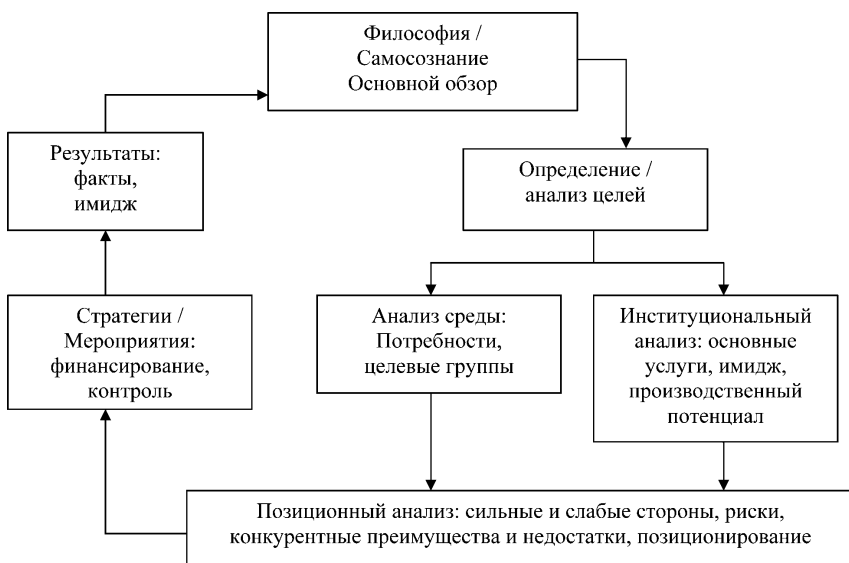 Философия /
Самосознание
Основной обзор
Результаты:
факты,
имидж
Определение /
анализ целей
Стратегии /
Мероприятия:
финансирование,
контроль
Анализ среды:
Потребности,
целевые группы
Институциональный
анализ: основные
услуги, имидж,
производственный
потенциал
Позиционный анализ: сильные и слабые стороны, риски,
конкурентные преимущества и недостатки, позиционирование